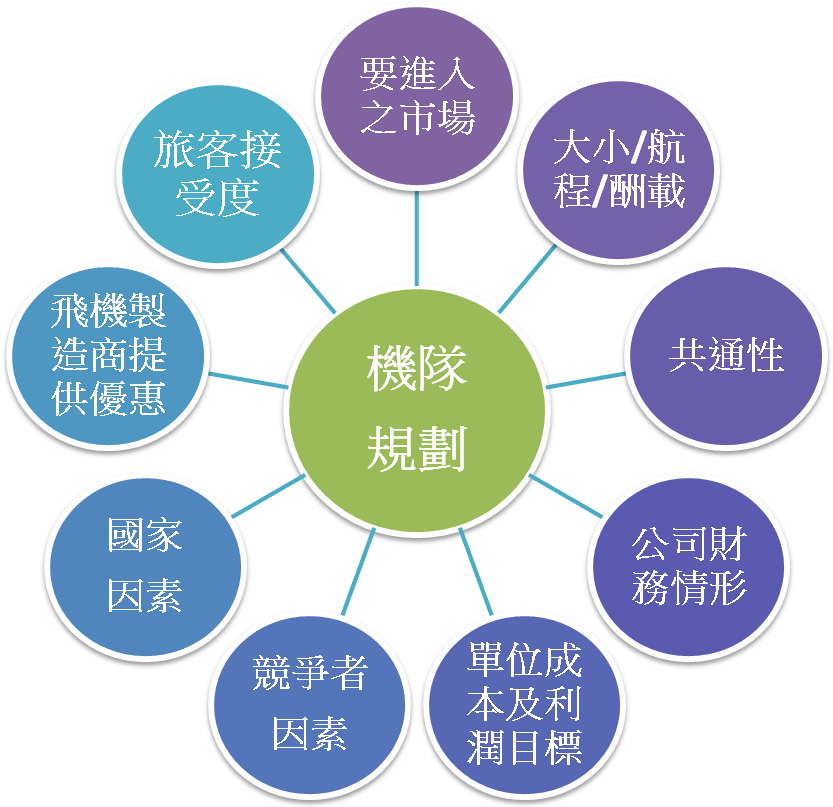 要進入
之市場
大小/航
程/酬載
共通性
公司財
務情形
單位成
本及利
潤目標
競爭者
因素
國家
因素
飛機製
造商提
供優惠
旅客接
受度
機隊
規劃